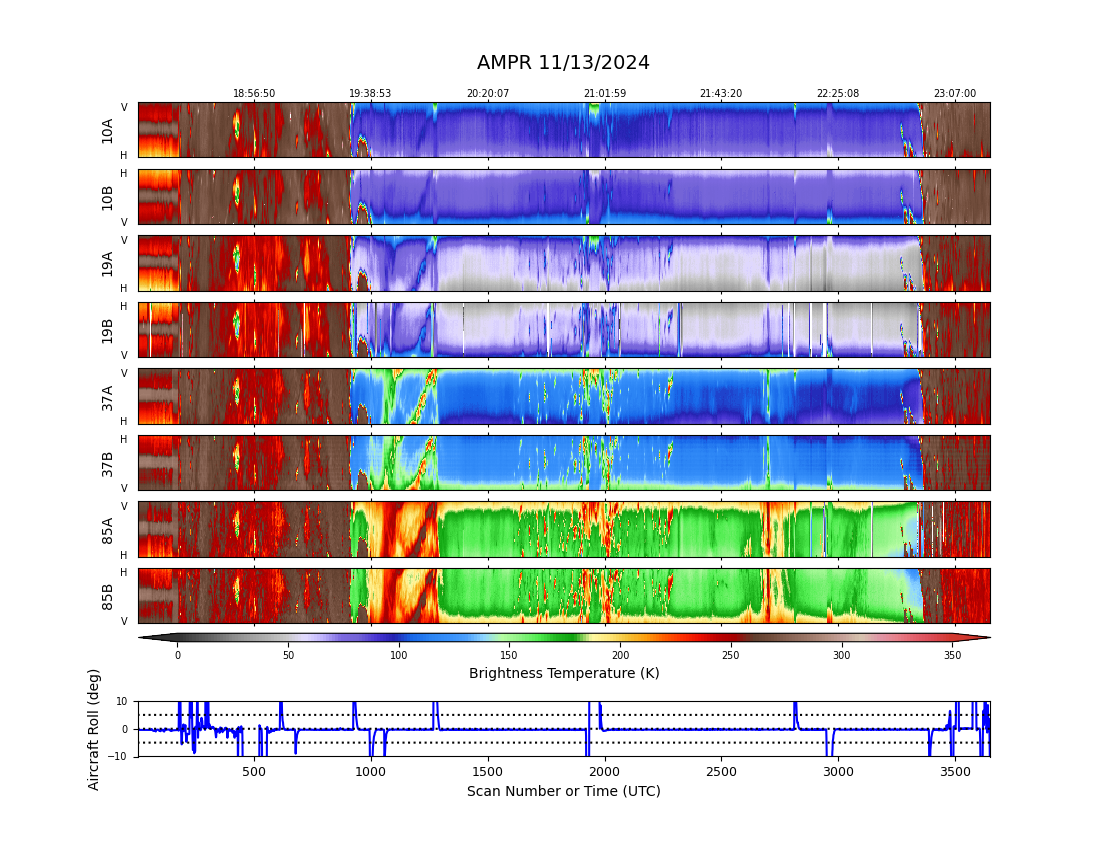 AMPR 11/13/2024
18:56:50 19:38:53 20:20:07 21:01:59 21:43:20 22:25:08 23:07:00
V
10A
H
H
10B
V
V
19A
H
H
19B
V
V
37A
H
H
37B
V
V
85A
H
H
85B
V
0 50 100 150 200 250 300 350
Brightness Temperature (K)
Aircraft Roll (deg)
10
0
−10
500 1000 1500 2000 2500 3000 3500
Scan Number or Time (UTC)